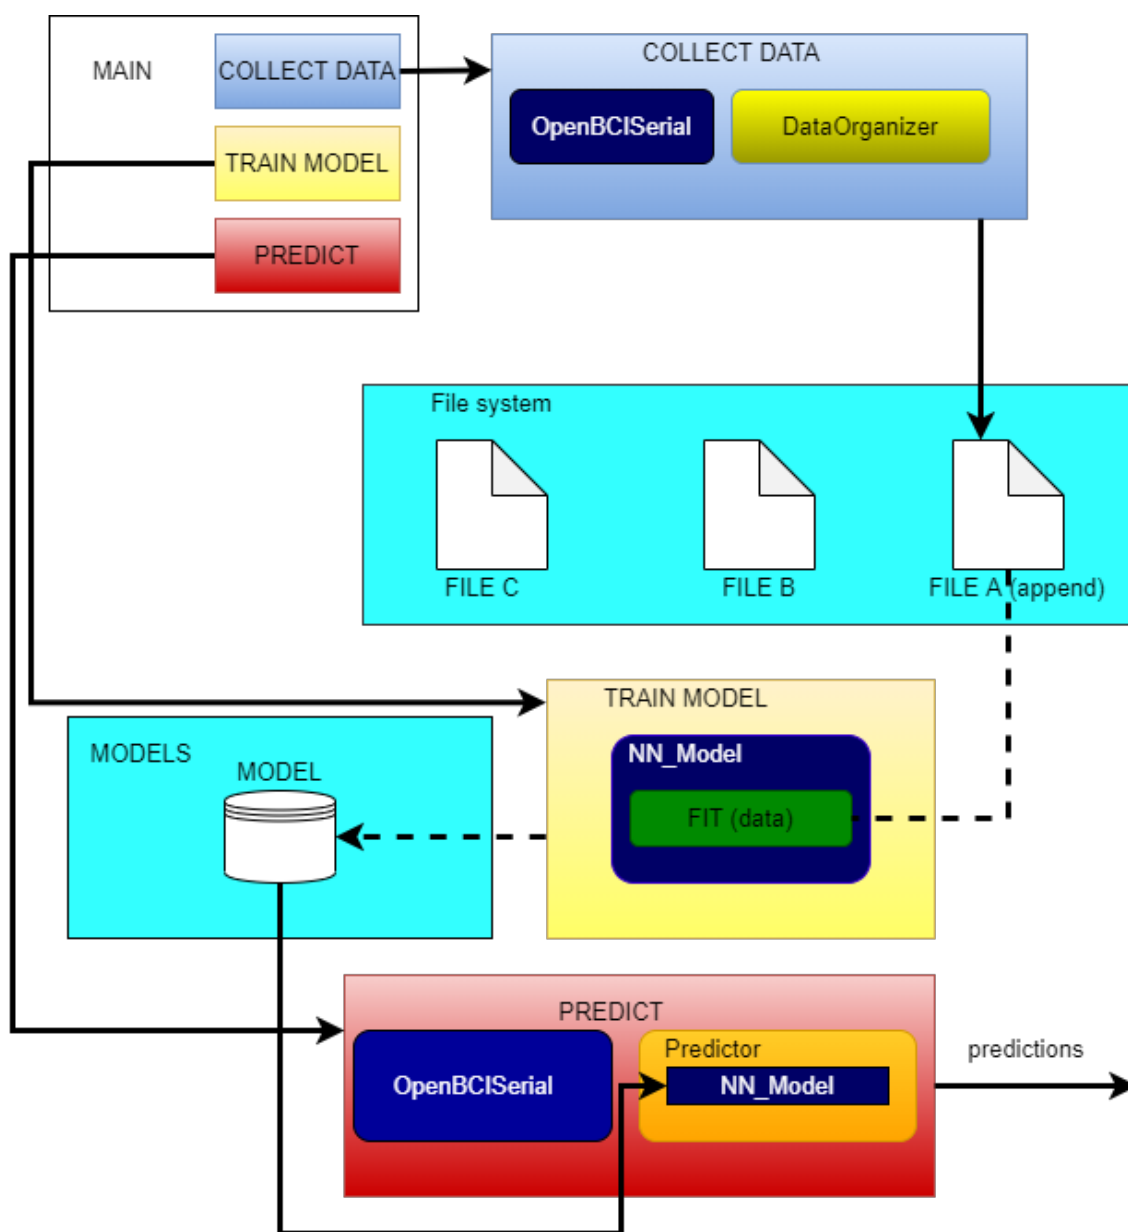 MAIN
COLLECT DATA
TRAIN MODEL
PREDICT
COLLECT DATA
OpenBCISerial
DataOrganizer
File system
FILE C
FILE B
FILE A (append)
TRAIN MODEL
NN_Model
FIT (data)
MODELS
MODEL
PREDICT
OpenBCISerial
Predictor
NN_Model
predictions